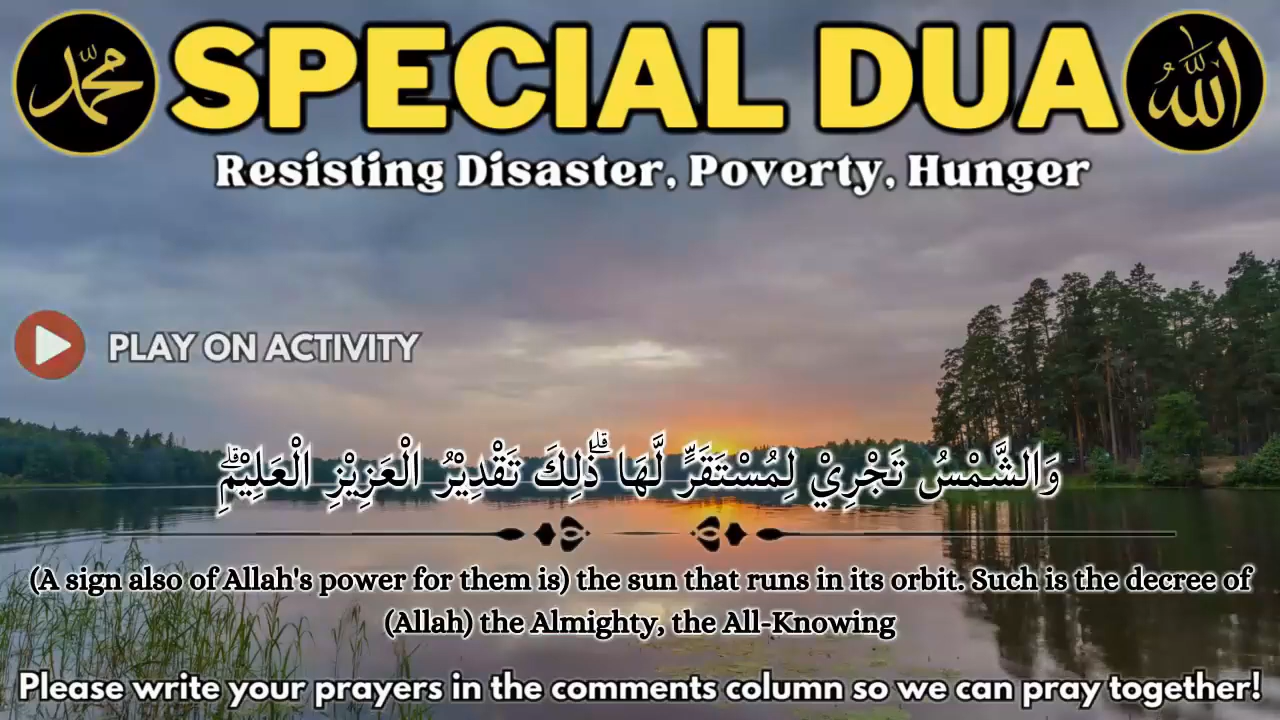 محمد
SPECIAL DUA
الله
Resisting Disaster, Poverty, Hunger
PLAY ON ACTIVITY
وَالشَّمْسُ تَجْرِيْ لِمُسْتَقَرٍّ لَّهَا ۗذٰلِكَ تَقْدِيْرُ الْعَزِيْزِ الْعَلِيْمِۗ
(A sign also of Allah's power for them is) the sun that runs in its orbit. Such is the decree of
(Allah) the Almighty, the All-Knowing
Please write your prayers in the comments column so we can pray together!